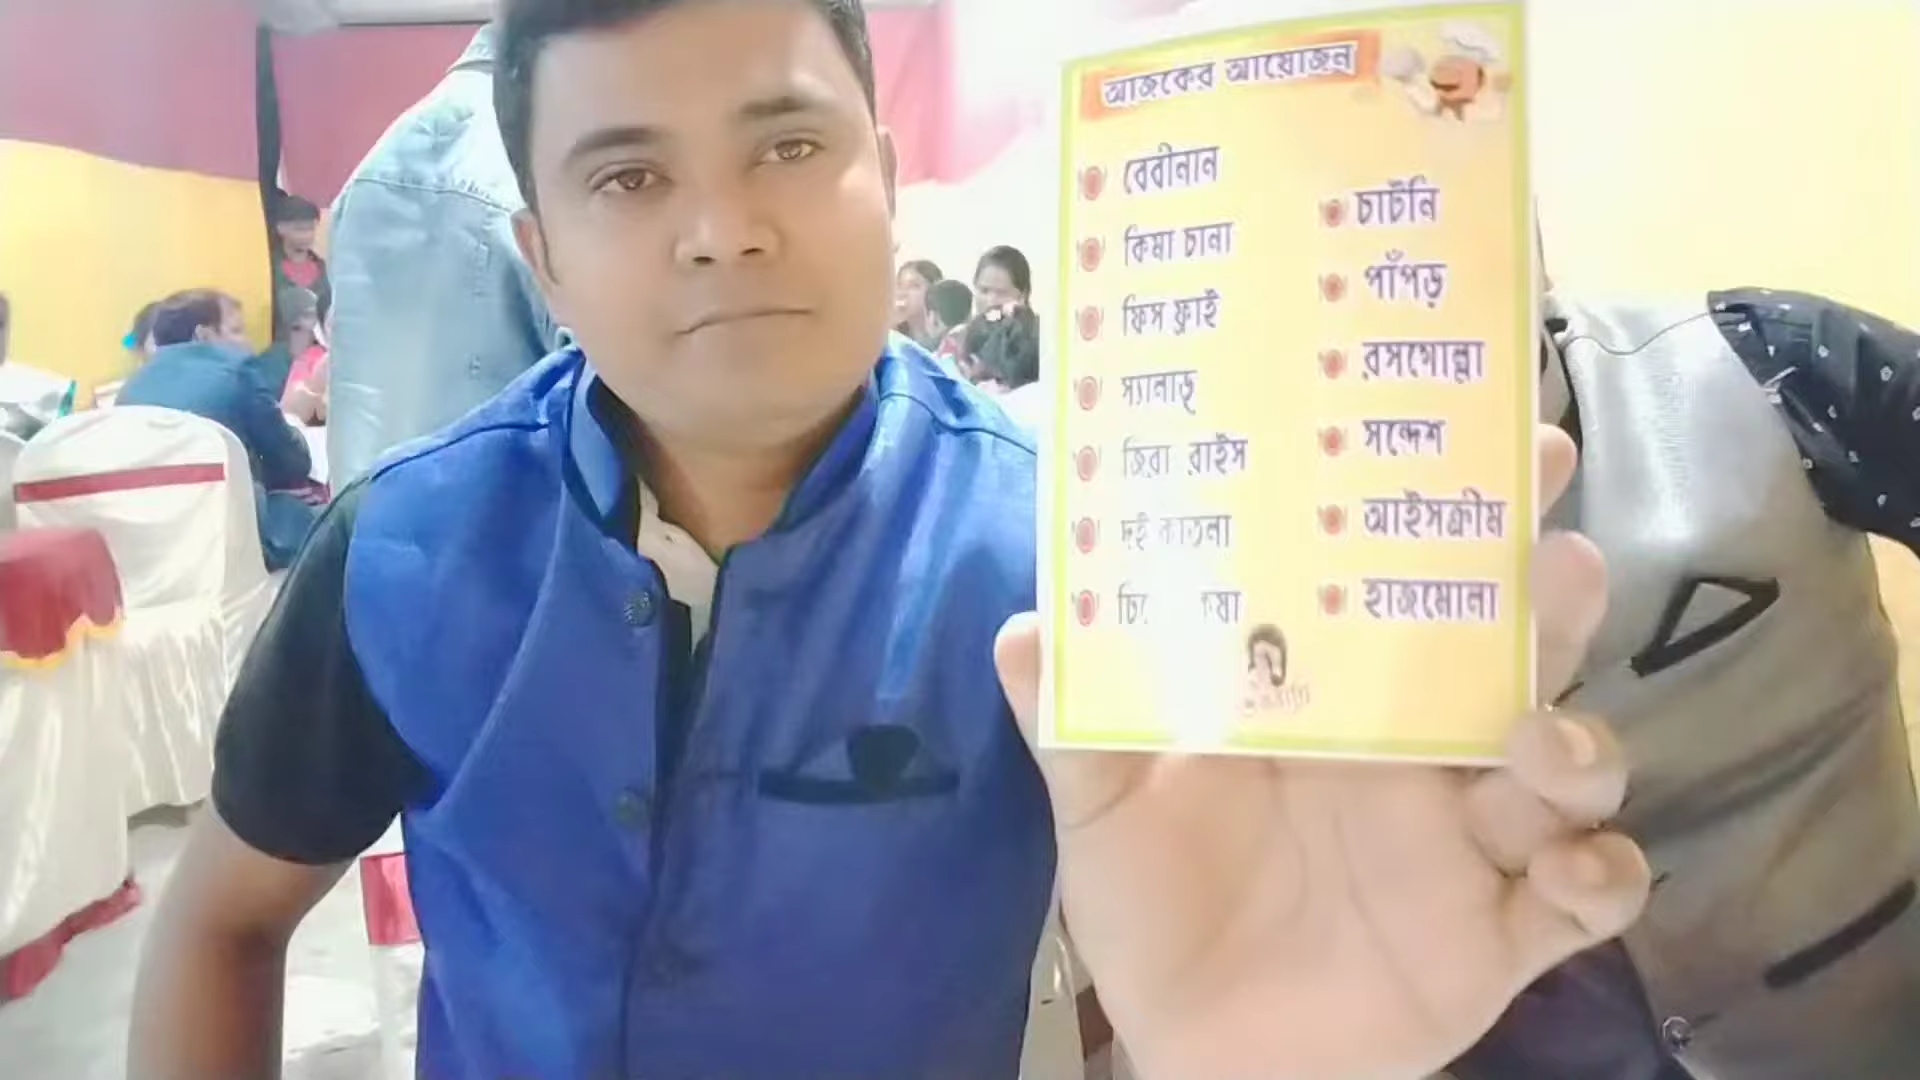 আজকের আয়োজন
বেবীনান
কিমা চানা
ফিস ফ্রাই
স্যালাড্
জিরা রাইস
দই কাতলা
চাটনি
পাঁপড়
রসগোল্লা
সন্দেশ
আইসক্রীম
হাজমোলা